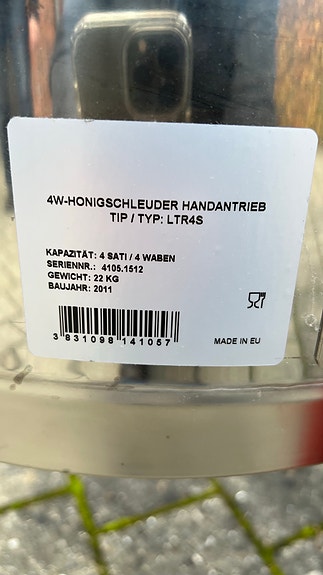 4W-HONIGSCHLEUDER HANDANTRIEB
TIP / TYP: LTR4S
KAPAZITÄT: 4 SATI / 4 WABEN
SERIENNR.: 4105.1512
GEWICHT: 22 KG
BAUJAHR: 2011
3 831098 141057
MADE IN EU